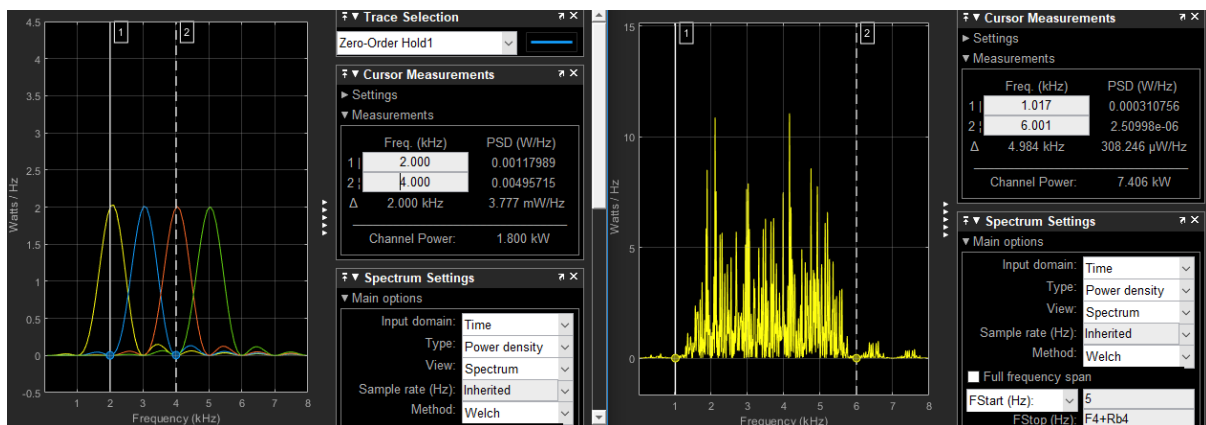 4.5
4
3.5
3
2.5
2
1.5
1
0.5
0
-0.5
Watts / Hz
1
2
1 2 3 4 5 6 7 8
Frequency (kHz)
Trace Selection
Zero-Order Hold1
Cursor Measurements
Settings
Measurements
Freq. (kHz) PSD (W/Hz)
1 | 2.000 0.00117989
2 ¦ 4.000 0.00495715
Δ 2.000 kHz 3.777 mW/Hz
Channel Power: 1.800 kW
Spectrum Settings
Main options
Input domain: Time
Type: Power density
View: Spectrum
Sample rate (Hz): Inherited
Method: Welch
15
10
5
0
Watts / Hz
1
2
1 2 3 4 5 6 7 8
Frequency (kHz)
Cursor Measurements
Settings
Measurements
Freq. (kHz) PSD (W/Hz)
1 | 1.017 0.000310756
2 ¦ 6.001 2.50998e-06
Δ 4.984 kHz 308.246 µW/Hz
Channel Power: 7.406 kW
Spectrum Settings
Main options
Input domain: Time
Type: Power density
View: Spectrum
Sample rate (Hz): Inherited
Method: Welch
Full frequency span
FStart (Hz): 5
FStop (Hz): F4+Rb4